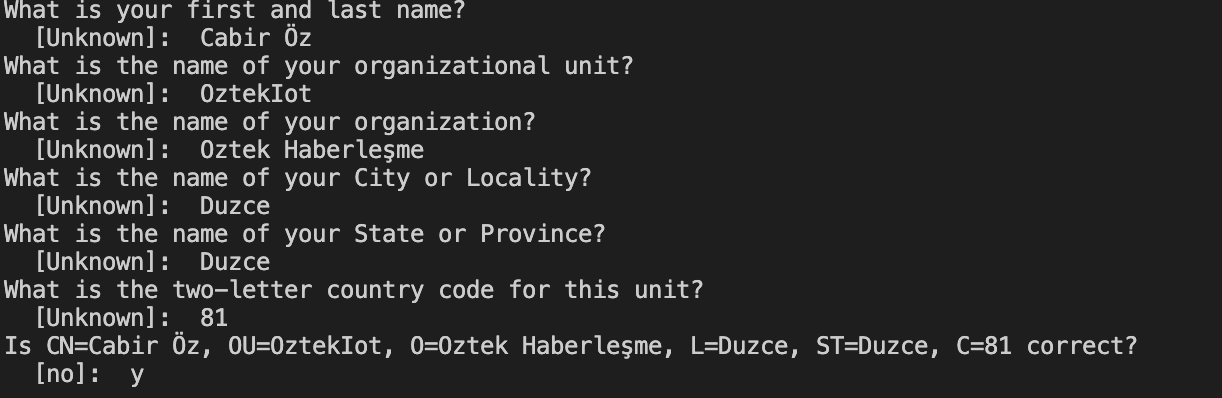 What is your first and last name?
[Unknown]: Cabir Öz
What is the name of your organizational unit?
[Unknown]: OztekIot
What is the name of your organization?
[Unknown]: Oztek Haberleşme
What is the name of your City or Locality?
[Unknown]: Duzce
What is the name of your State or Province?
[Unknown]: Duzce
What is the two-letter country code for this unit?
[Unknown]: 81
Is CN=Cabir Öz, OU=OztekIot, O=Oztek Haberleşme, L=Duzce, ST=Duzce, C=81 correct?
[no]: y